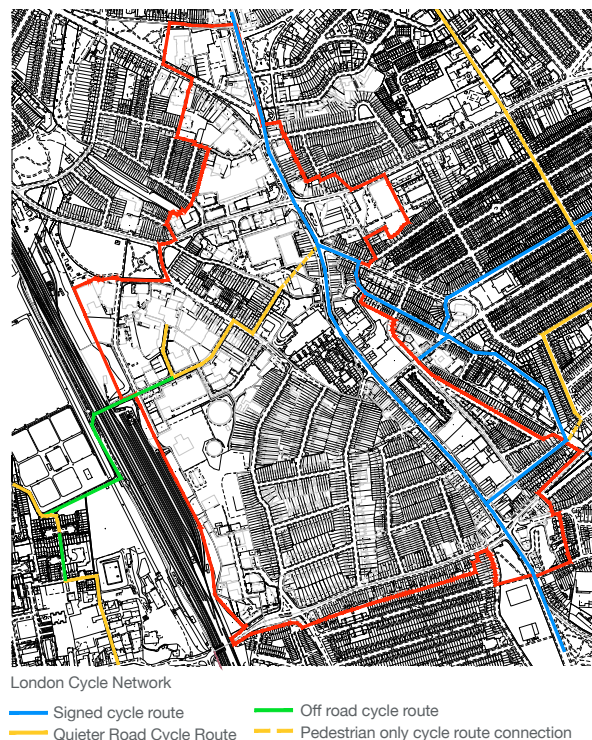 London Cycle Network
Signed cycle route
Off road cycle route
Quieter Road Cycle Route
Pedestrian only cycle route connection